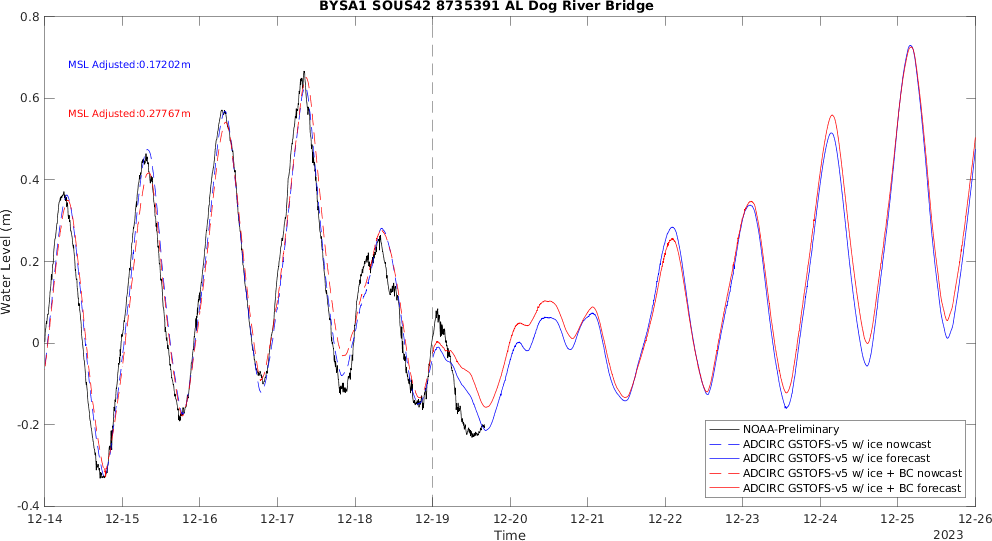 BYSA1 SOUS42 8735391 AL Dog River Bridge
MSL Adjusted:0.17202m
MSL Adjusted:0.27767m
Water Level (m)
0.8
0.6
0.4
0.2
0
-0.2
-0.4
12-14 12-15 12-16 12-17 12-18 12-19 12-20 12-21 12-22 12-23 12-24 12-25 12-26
Time
2023
NOAA-Preliminary
ADCIRC GSTOFS-v5 w/ ice nowcast
ADCIRC GSTOFS-v5 w/ ice forecast
ADCIRC GSTOFS-v5 w/ ice + BC nowcast
ADCIRC GSTOFS-v5 w/ ice + BC forecast